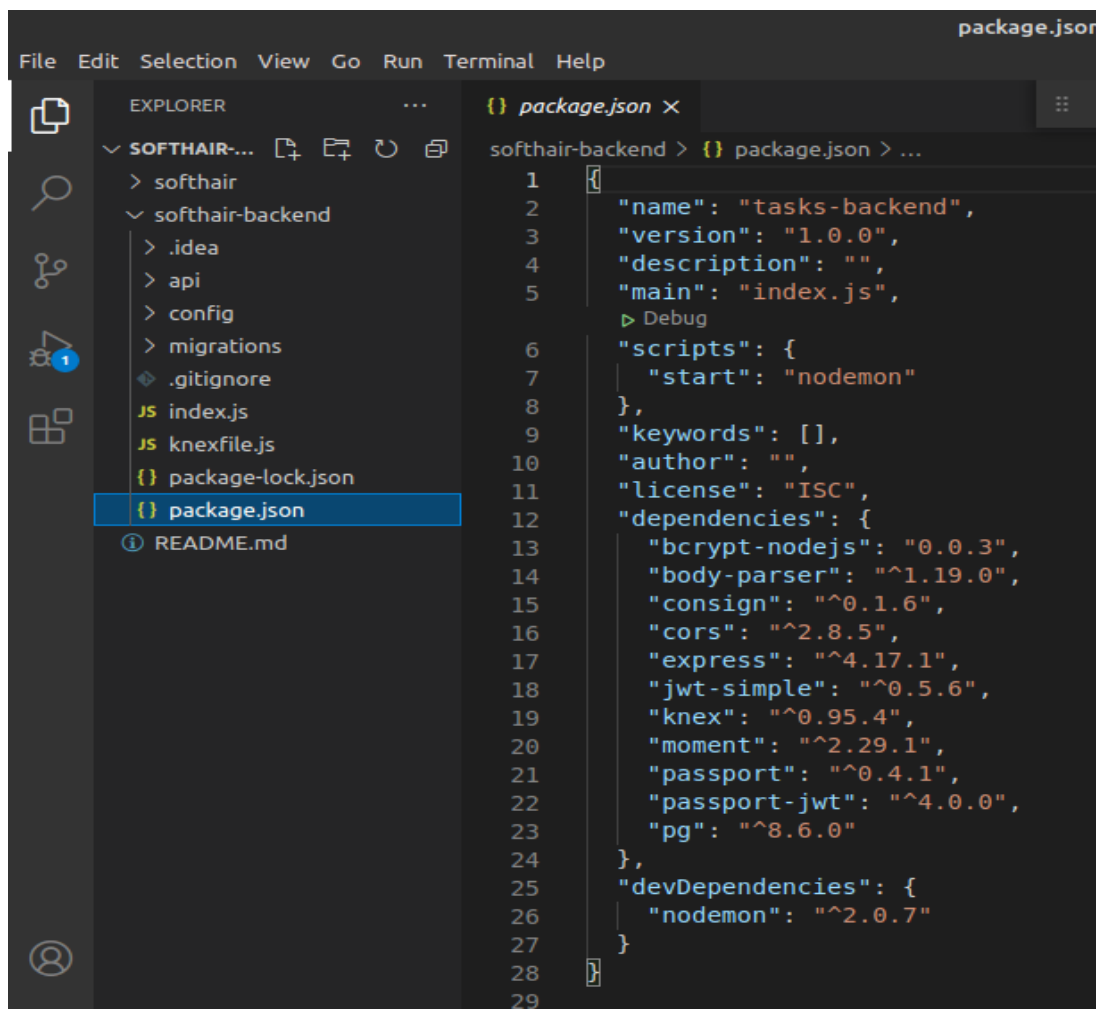 package.json
File Edit Selection View Go Run Terminal Help
EXPLORER ...
SOFTHAIR-...
softhair
softhair-backend
.idea
api
config
migrations
.gitignore
JS index.js
JS knexfile.js
{} package-lock.json
{} package.json
README.md
1
{} package.json
softhair-backend > {} package.json > ...
1 {
2 "name": "tasks-backend",
3 "version": "1.0.0",
4 "description": "",
5 "main": "index.js",
Debug
6 "scripts": {
7 "start": "nodemon"
8 },
9 "keywords": [],
10 "author": "",
11 "license": "ISC",
12 "dependencies": {
13 "bcrypt-nodejs": "0.0.3",
14 "body-parser": "^1.19.0",
15 "consign": "^0.1.6",
16 "cors": "^2.8.5",
17 "express": "^4.17.1",
18 "jwt-simple": "^0.5.6",
19 "knex": "^0.95.4",
20 "moment": "^2.29.1",
21 "passport": "^0.4.1",
22 "passport-jwt": "^4.0.0",
23 "pg": "^8.6.0"
24 },
25 "devDependencies": {
26 "nodemon": "^2.0.7"
27 }
28 }
29